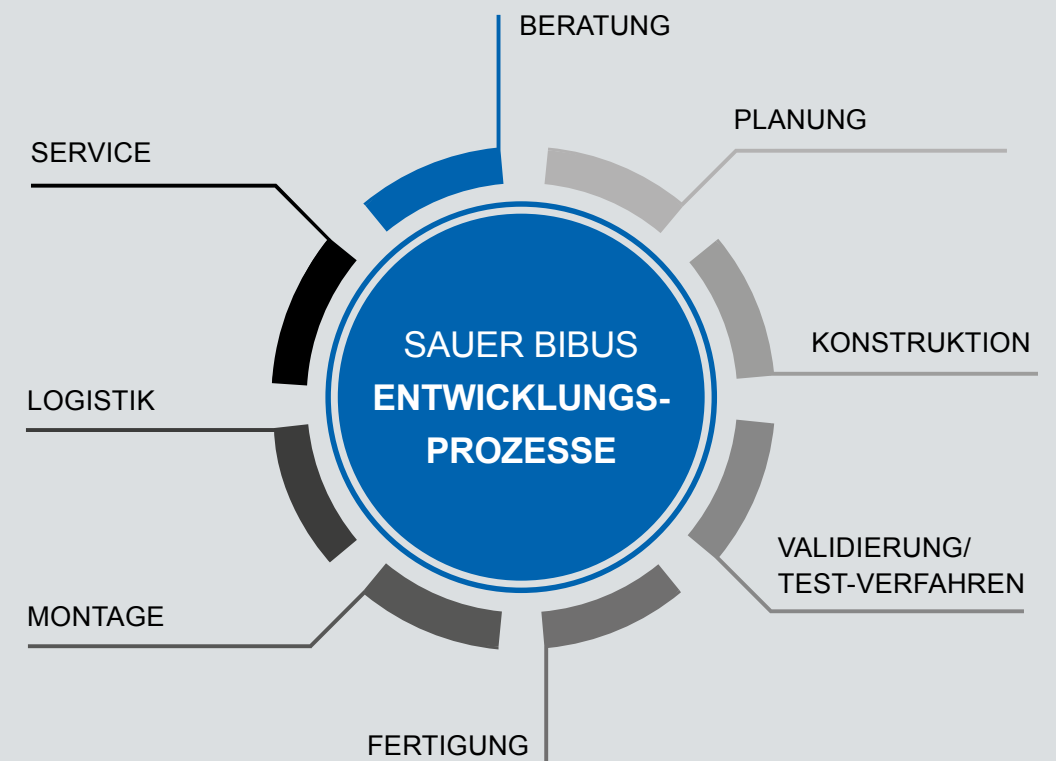 BERATUNG
PLANUNG
SERVICE
KONSTRUKTION
SAUER BIBUS
ENTWICKLUNGS-
PROZESSE
LOGISTIK
VALIDIERUNG/
TEST-VERFAHREN
MONTAGE
FERTIGUNG